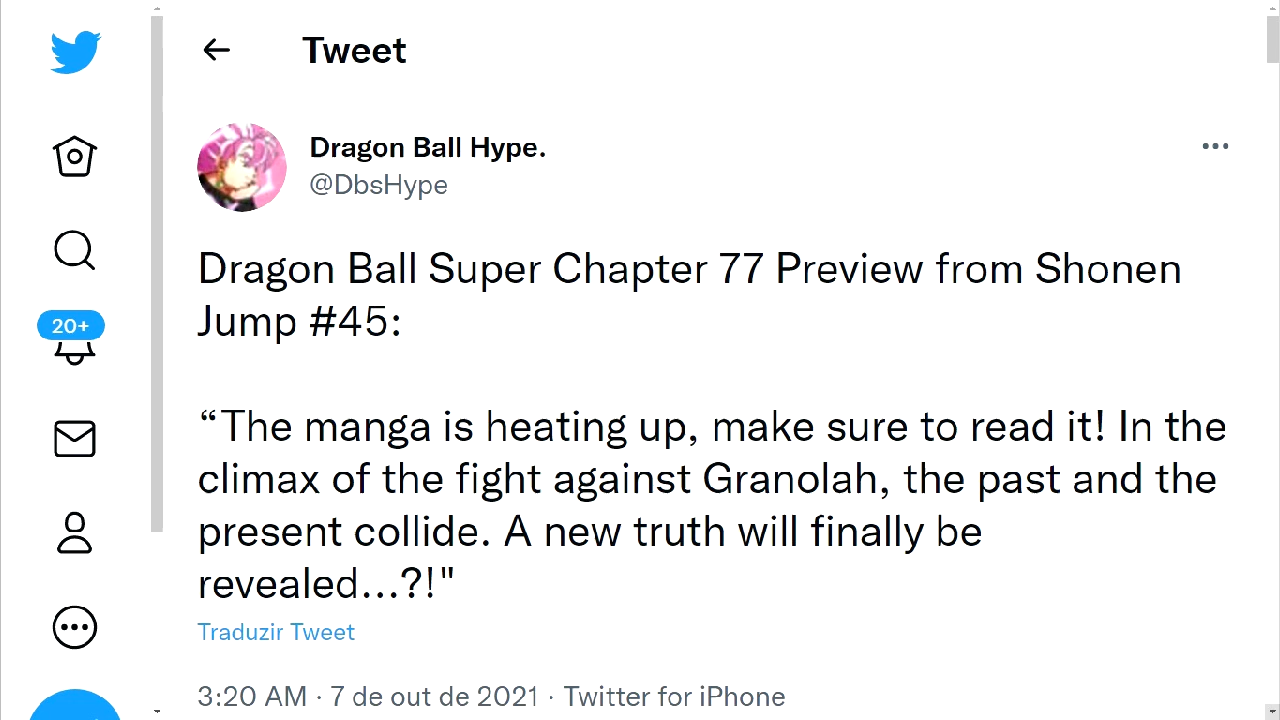 Tweet
Dragon Ball Hype.
@DbsHype
Dragon Ball Super Chapter 77 Preview from Shonen
Jump #45:
20+
“The manga is heating up, make sure to read it! In the
climax of the fight against Granolah, the past and the
present collide. A new truth will finally be
revealed...?!"
Traduzir Tweet
3:20 AM · 7 de out de 2021 · Twitter for iPhone